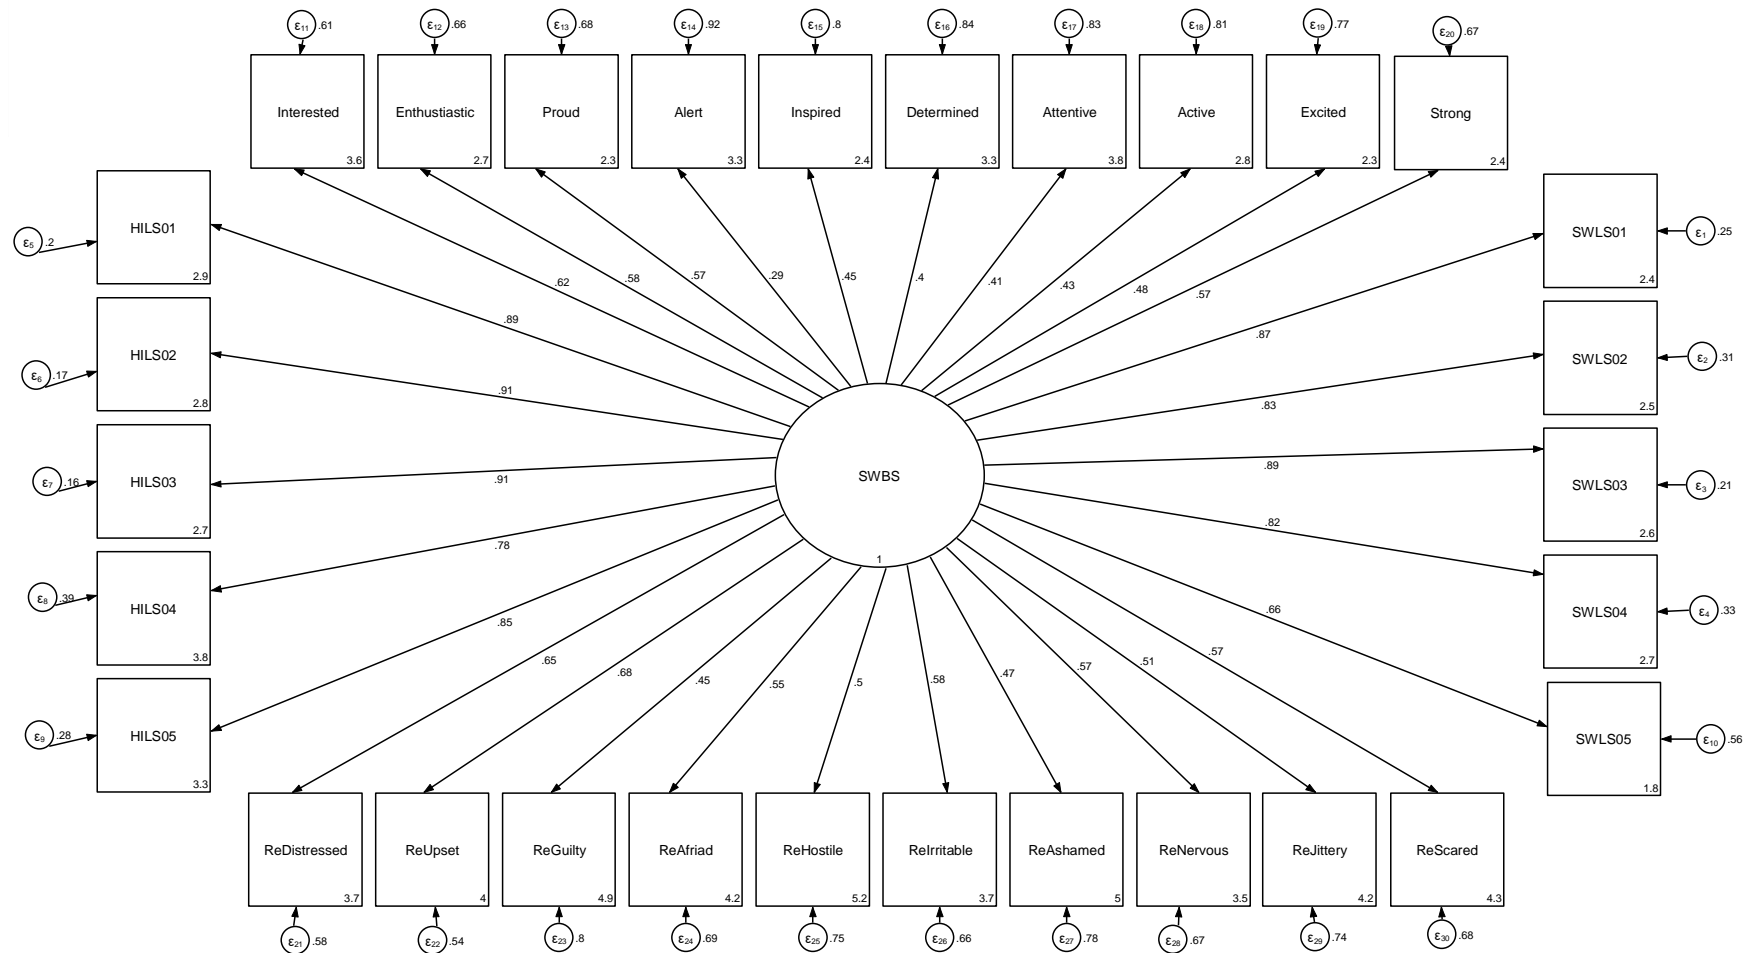 ε11 .61
ε12 .66
ε13 .68
ε14 .92
ε15 .8
ε16 .84
ε17 .83
ε18 .81
ε19 .77
ε20 .67
Interested
3.6
Enthustiastic
2.7
Proud
2.3
Alert
3.3
Inspired
2.4
Determined
3.3
Attentive
3.8
Active
2.8
Excited
2.3
Strong
2.4
ε5 .2
HILS01
2.9
ε6 .17
HILS02
2.8
ε7 .16
HILS03
2.7
ε8 .39
HILS04
3.8
ε9 .28
HILS05
3.3
.62
.58
.57
.29
.45
.4
.41
.43
.48
.57
.89
.91
.91
.78
.85
SWBS
1
.87
.83
.89
.82
.66
SWLS01
2.4
ε1 .25
SWLS02
2.5
ε2 .31
SWLS03
2.6
ε3 .21
SWLS04
2.7
ε4 .33
SWLS05
1.8
ε10 .56
.65
.68
.45
.55
.5
.58
.47
.57
.51
.57
ReDistressed
3.7
ReUpset
4
ReGuilty
4.9
ReAfriad
4.2
ReHostile
5.2
ReIrritable
3.7
ReAshamed
5
ReNervous
3.5
ReJittery
4.2
ReScared
4.3
ε21 .58
ε22 .54
ε23 .8
ε24 .69
ε25 .75
ε26 .66
ε27 .78
ε28 .67
ε29 .74
ε30 .68